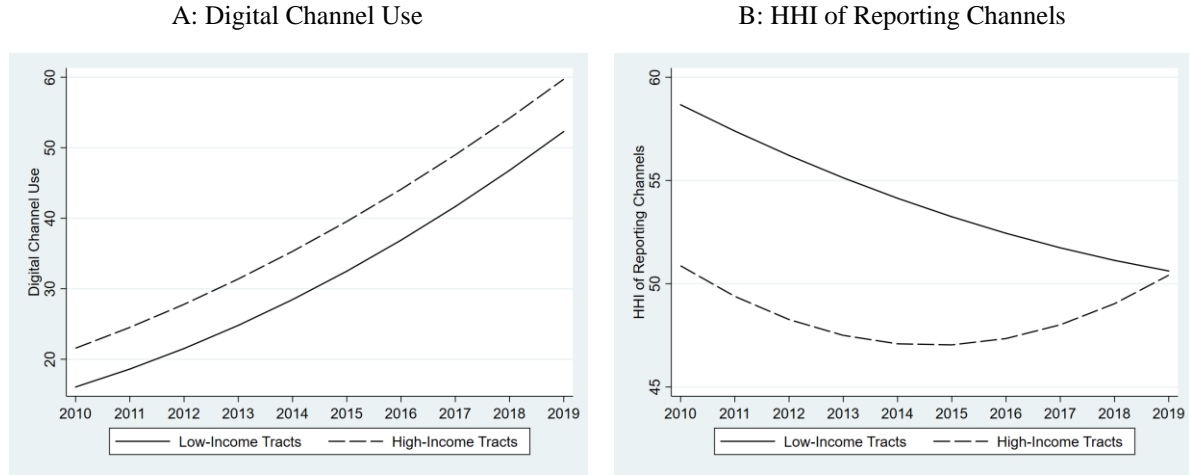 A: Digital Channel Use
Digital Channel Use
60
50
40
30
20
2010 2011 2012 2013 2014 2015 2016 2017 2018 2019
Low-Income Tracts High-Income Tracts
B: HHI of Reporting Channels
HHI of Reporting Channels
60
55
50
45
2010 2011 2012 2013 2014 2015 2016 2017 2018 2019
Low-Income Tracts High-Income Tracts